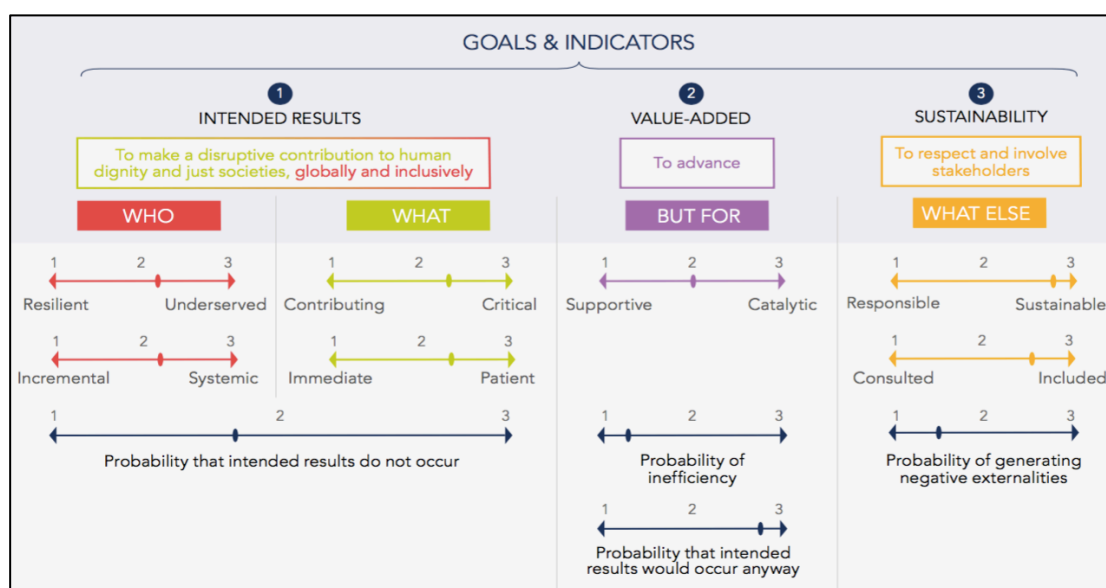 GOALS & INDICATORS
1
INTENDED RESULTS
To make a disruptive contribution to human
dignity and just societies, globally and inclusively
WHO
WHAT
1 2 3
Resilient Underserved
1 2 3
Contributing Critical
1 2 3
Incremental Systemic
1 2 3
Immediate Patient
1 2 3
Probability that intended results do not occur
2
VALUE-ADDED
To advance
BUT FOR
1 2 3
Supportive Catalytic
1 2 3
Probability of
inefficiency
1 2 3
Probability that intended
results would occur anyway
3
SUSTAINABILITY
To respect and involve
stakeholders
WHAT ELSE
1 2 3
Responsible Sustainable
1 2 3
Consulted Included
1 2 3
Probability of generating
negative externalities